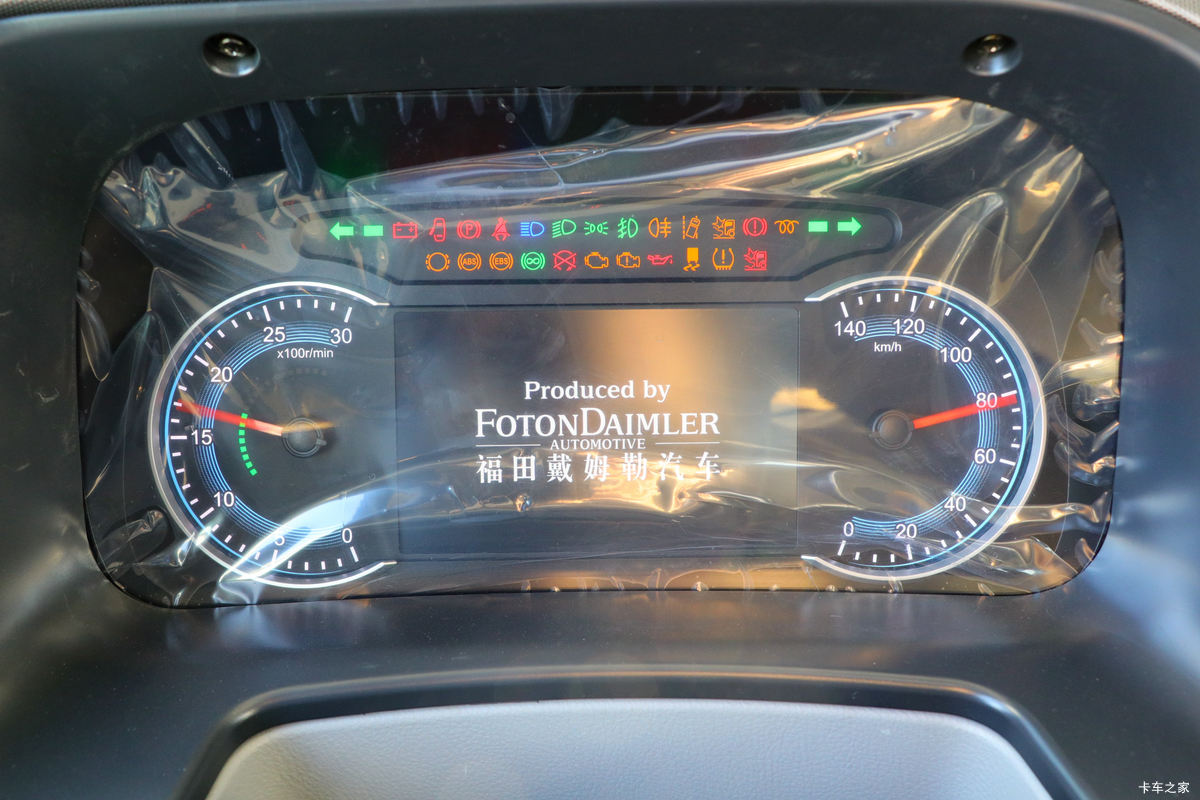 P
ABS
EBS
25 30
x100r/min
20
15
10
5 0
Produced by
FOTONDAIMLER
AUTOMOTIVE
福田戴姆勒汽车
140 120
km/h
100
80
60
40
0 20
卡车之家